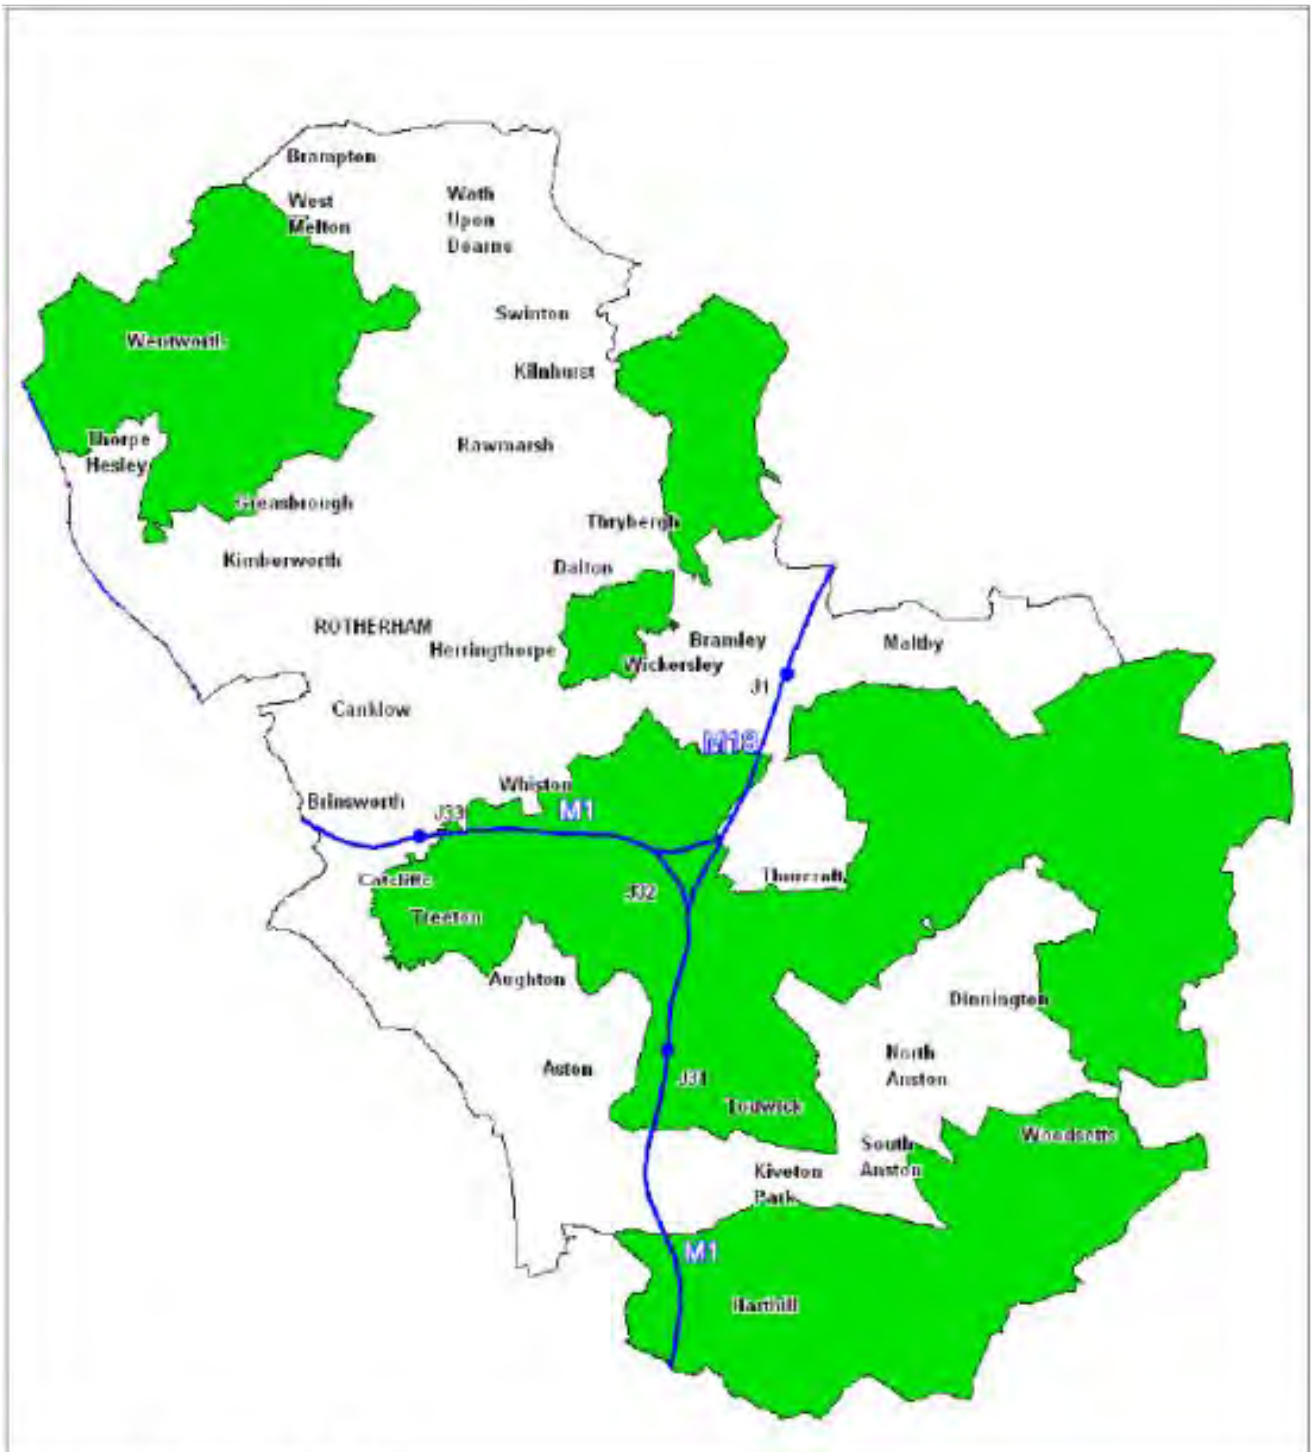 Brampton
West
Melton
Wath
Upon
Dearne
Swinton
Wentworth
Kilnhurst
Thorpe
Hesley
Rawmarsh
Greasbrough
Thrybergh
Kimberworth
Dalton
ROTHERHAM
Herringthorpe
Bramley
Maltby
Wickersley
J1
Canklow
M18
Whiston
Brinsworth
J33
M1
Catcliffe
Thurcroft
J32
Treeton
Aughton
Dinnington
Aston
North
Anston
J31
Todwick
Woodsetts
South
Anston
Kiveton
Park
M1
Harthill